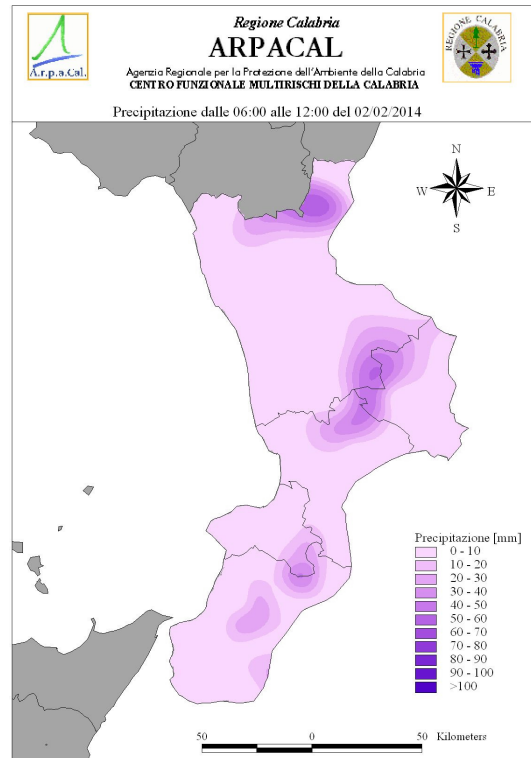 A.r.p.a.Cal.
Regione Calabria
ARPACAL
Agenzia Regionale per la Protezione dell'Ambiente della Calabria
CENTRO FUNZIONALE MULTIRISCHI DELLA CALABRIA
REGIONE CALABRIA
Precipitazione dalle 06:00 alle 12:00 del 02/02/2014
N
W E
S
Precipitazione [mm]
0 - 10
10 - 20
20 - 30
30 - 40
40 - 50
50 - 60
60 - 70
70 - 80
80 - 90
90 - 100
>100
50 0 50 Kilometers